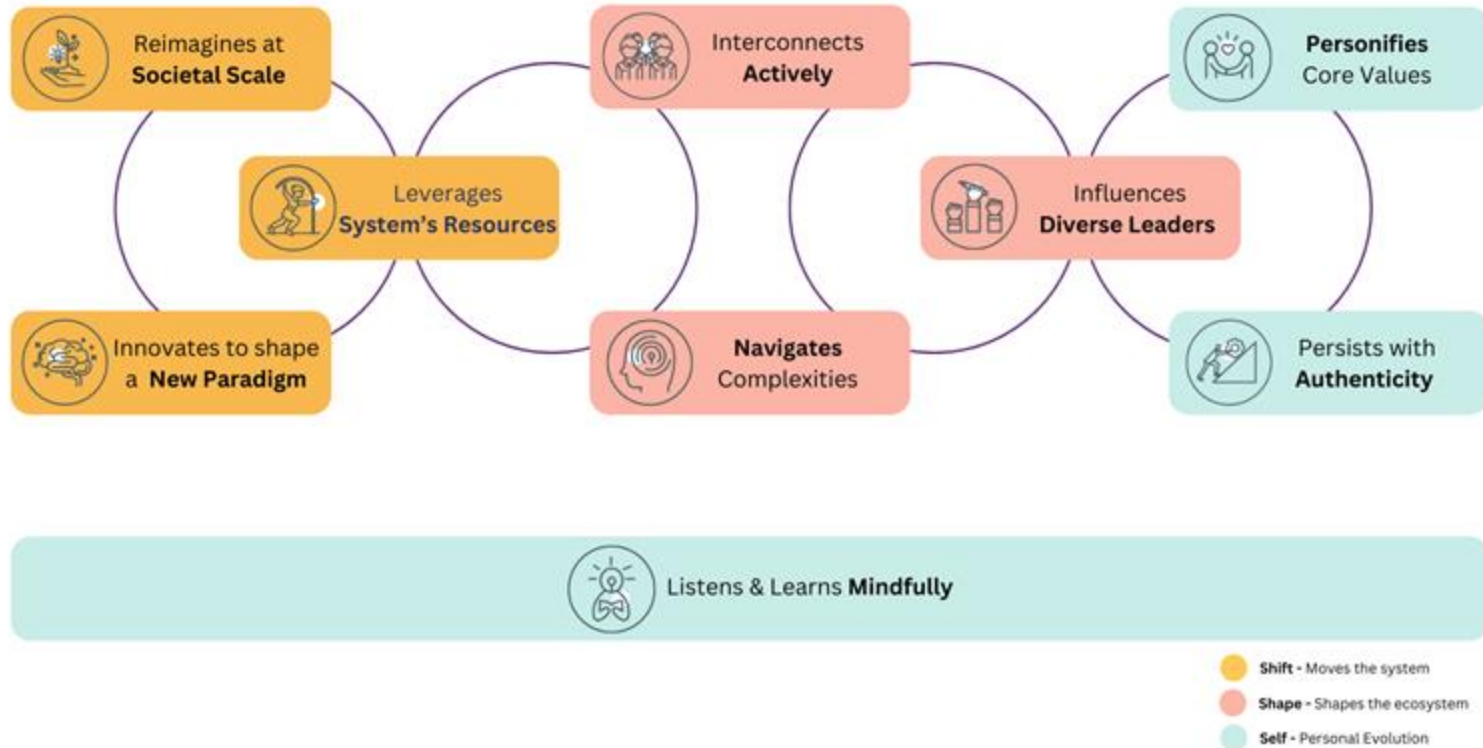 Reimagines at
Societal Scale
Interconnects
Actively
Personifies
Core Values
Leverages
System's Resources
Influences
Diverse Leaders
Innovates to shape
a New Paradigm
Navigates
Complexities
Persists with
Authenticity
Listens & Learns Mindfully
Shift - Moves the system
Shape - Shapes the ecosystem
Self - Personal Evolution